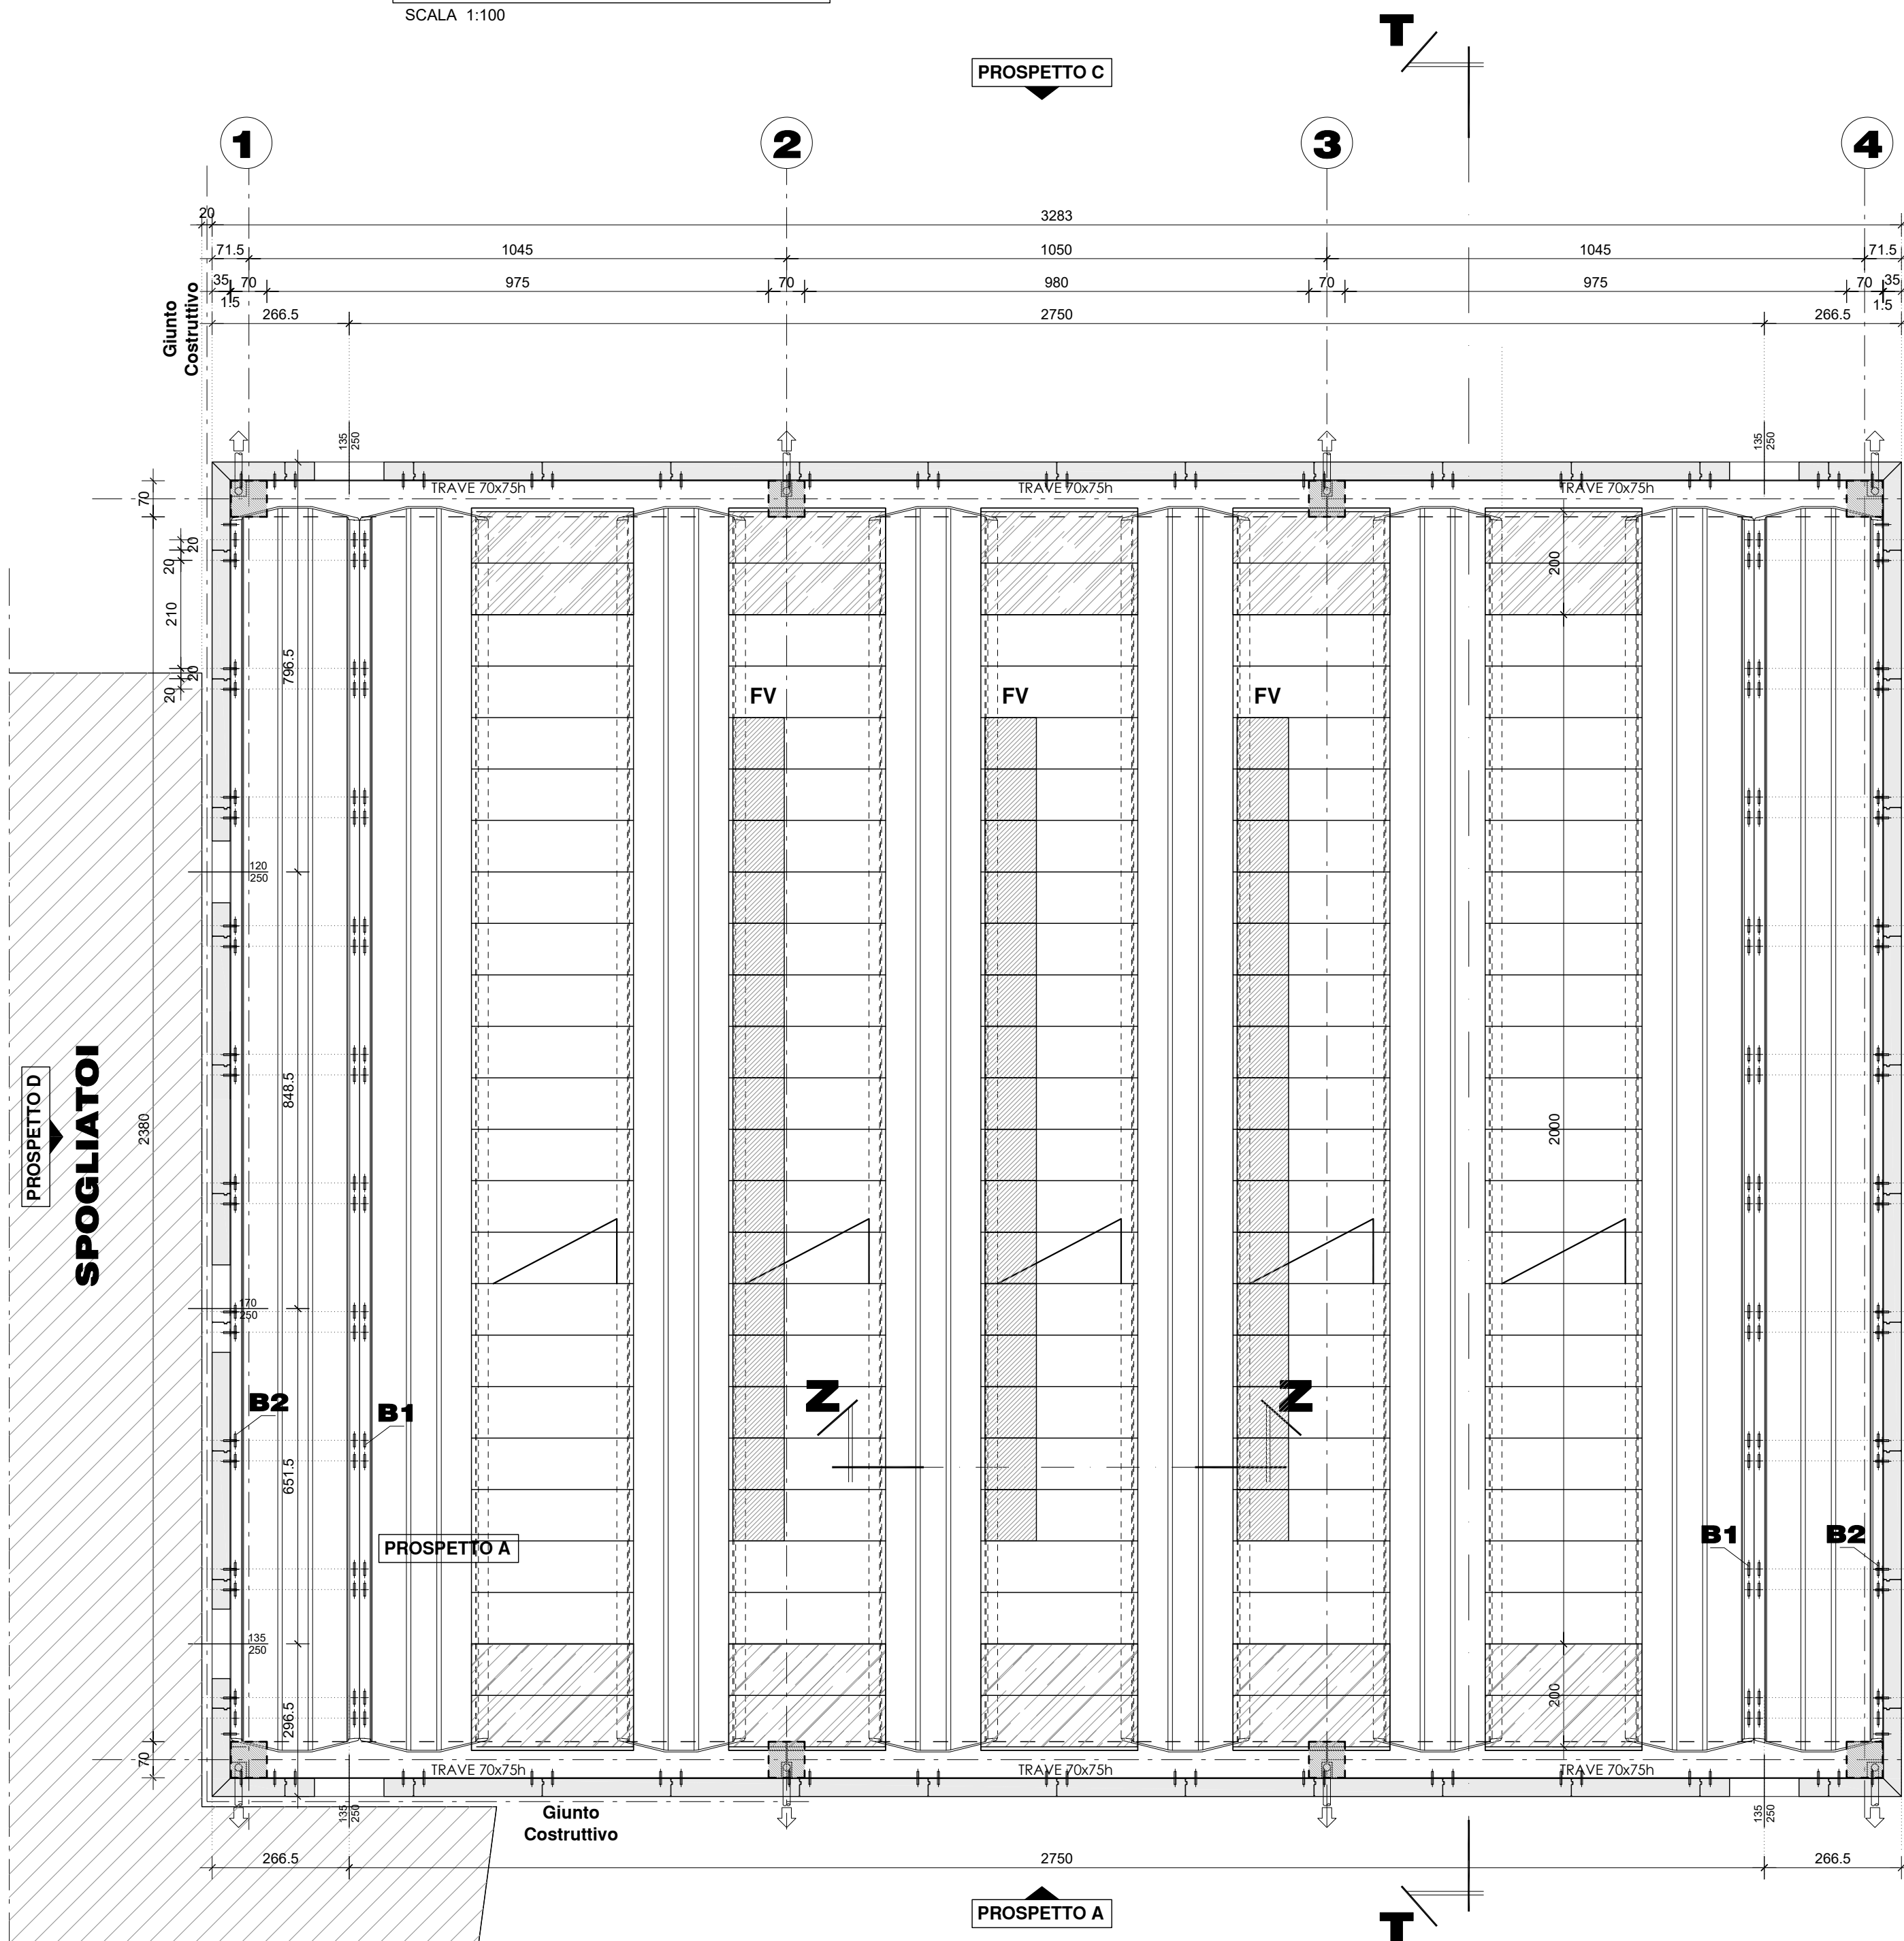 SCALA 1:100
T
PROSPETTO C
1
2
3
4
20
3283
71.5
1045
1050
1045
71.5
35
70
975
70
980
70
975
70
35
1.5
1.5
266.5
2750
266.5
Giunto
Costruttivo
135
250
135
250
TRAVE 70x75h
TRAVE 70x75h
TRAVE 70x75h
70
20
20
210
20
20
796.5
200
FV
FV
FV
120
250
848.5
2380
2000
PROSPETTO D
SPOGLIATOI
170
250
B2
B1
Z
Z
651.5
PROSPETTO A
B1
B2
135
250
296.5
200
70
TRAVE 70x75h
TRAVE 70x75h
TRAVE 70x75h
135
250
135
250
Giunto
Costruttivo
266.5
2750
266.5
PROSPETTO A
T